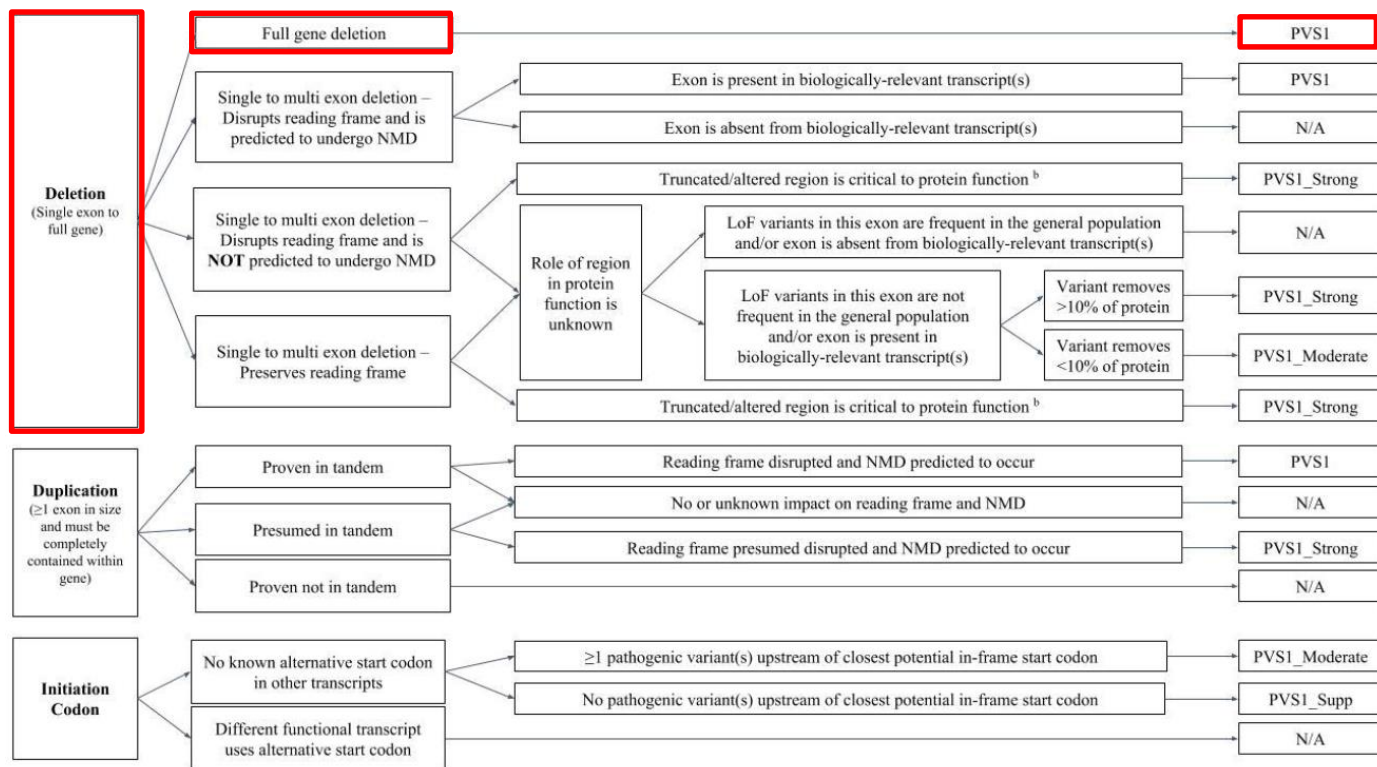 Full gene deletion
PVS1
Exon is present in biologically-relevant transcript(s)
PVS1
Single to multi exon deletion –
Disrupts reading frame and is
predicted to undergo NMD
Exon is absent from biologically-relevant transcript(s)
N/A
Deletion
(Single exon to
full gene)
Truncated/altered region is critical to protein function b
PVS1_Strong
Single to multi exon deletion –
Disrupts reading frame and is
NOT predicted to undergo NMD
LoF variants in this exon are frequent in the general population
and/or exon is absent from biologically-relevant transcript(s)
N/A
Role of region
in protein
function is
unknown
LoF variants in this exon are not
frequent in the general population
and/or exon is present in
biologically-relevant transcript(s)
Variant removes
>10% of protein
PVS1_Strong
Variant removes
<10% of protein
PVS1_Moderate
Single to multi exon deletion –
Preserves reading frame
Truncated/altered region is critical to protein function b
PVS1_Strong
Duplication
(≥1 exon in size
and must be
completely
contained within
gene)
Proven in tandem
Reading frame disrupted and NMD predicted to occur
PVS1
No or unknown impact on reading frame and NMD
N/A
Presumed in tandem
Reading frame presumed disrupted and NMD predicted to occur
PVS1_Strong
Proven not in tandem
N/A
Initiation
Codon
No known alternative start codon
in other transcripts
≥1 pathogenic variant(s) upstream of closest potential in-frame start codon
PVS1_Moderate
No pathogenic variant(s) upstream of closest potential in-frame start codon
PVS1_Supp
Different functional transcript
uses alternative start codon
N/A